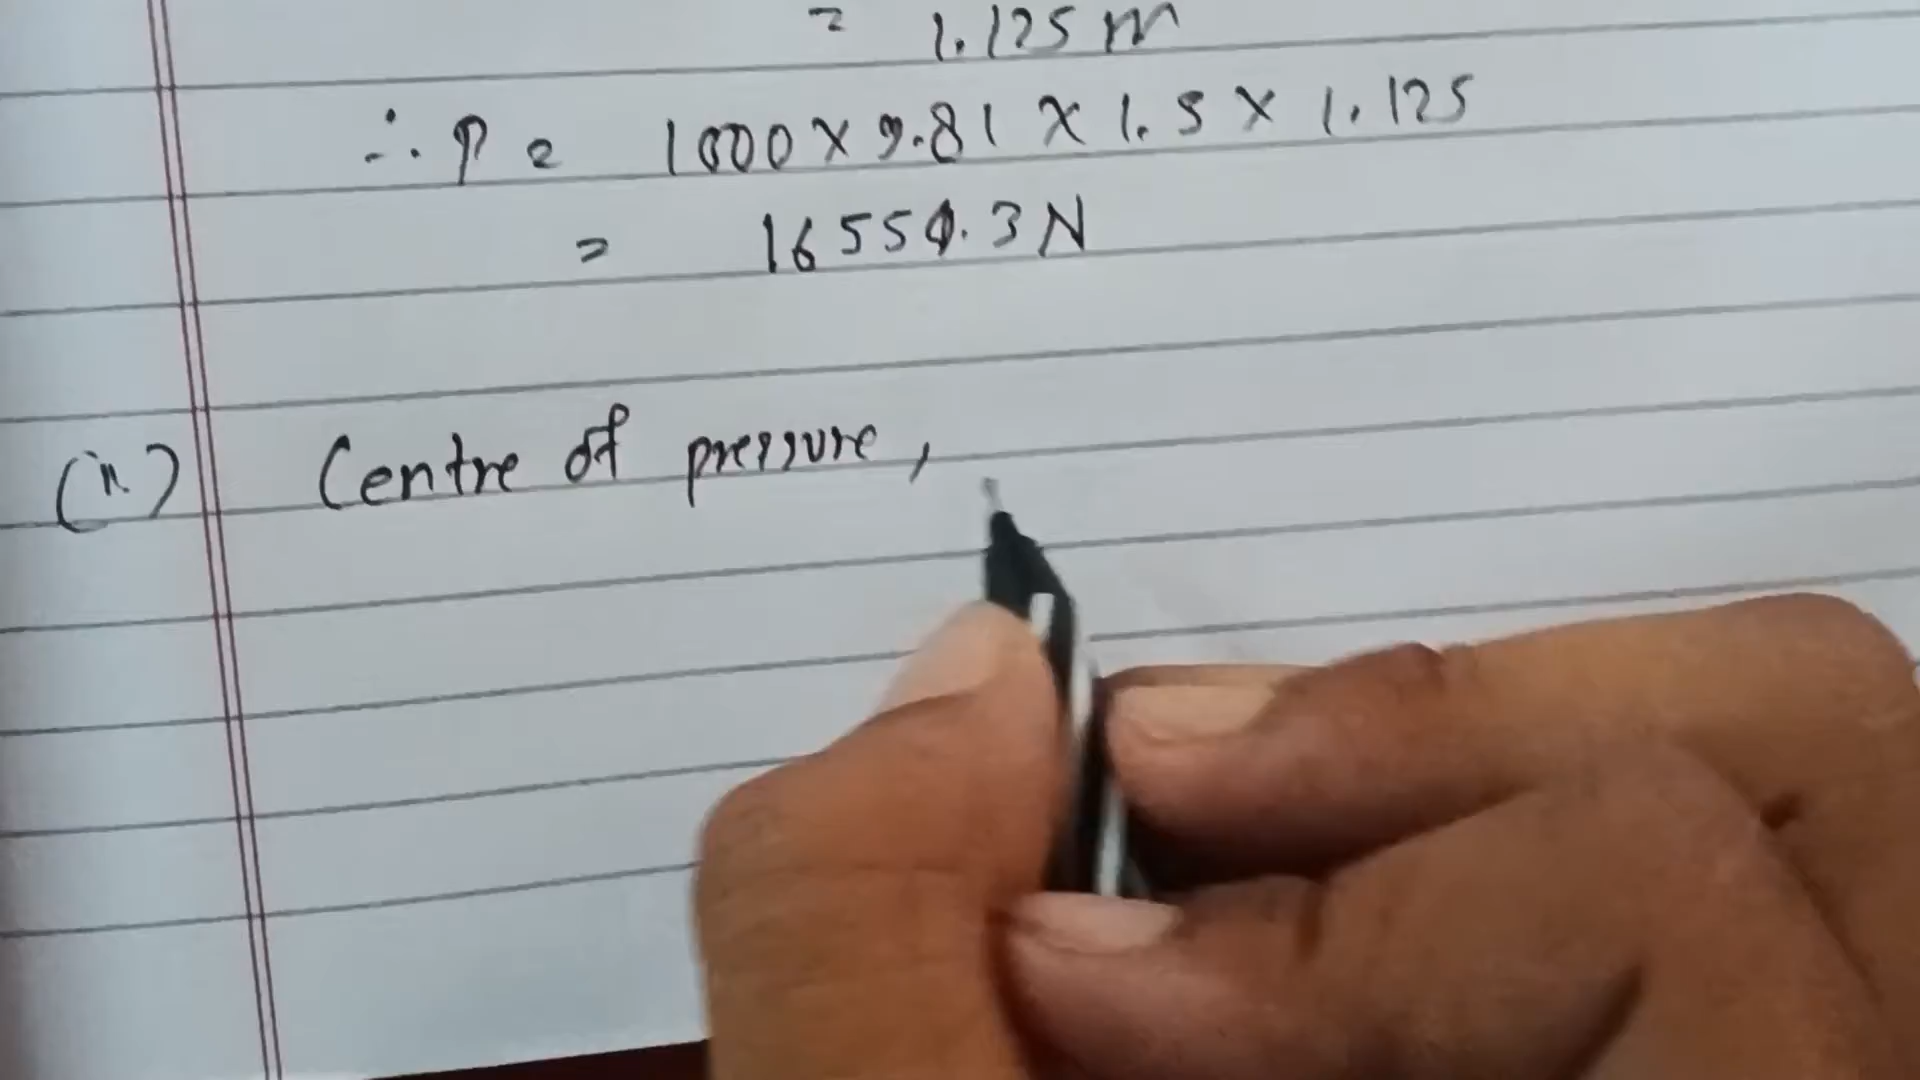 = 1.125 m
∴ P = 1000 × 9.81 × 1.5 × 1.125
= 16554.3 N
(ii) Centre of pressure,